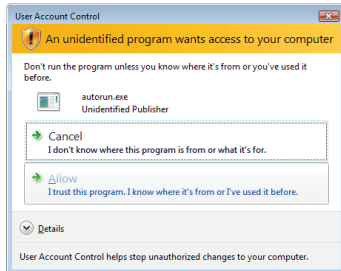 User Account Control
An unidentified program wants access to your computer
Don't run the program unless you know where it's from or you've used it
before.
autorun.exe
Unidentified Publisher
Cancel
I don't know where this program is from or what it's for.
Allow
I trust this program. I know where it's from or I've used it before.
Details
User Account Control helps stop unauthorized changes to your computer.